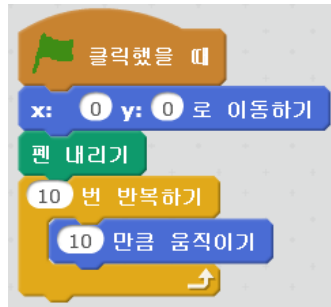 클릭했을 때
x: 0 y: 0 로 이동하기
펜 내리기
10 번 반복하기
10 만큼 움직이기